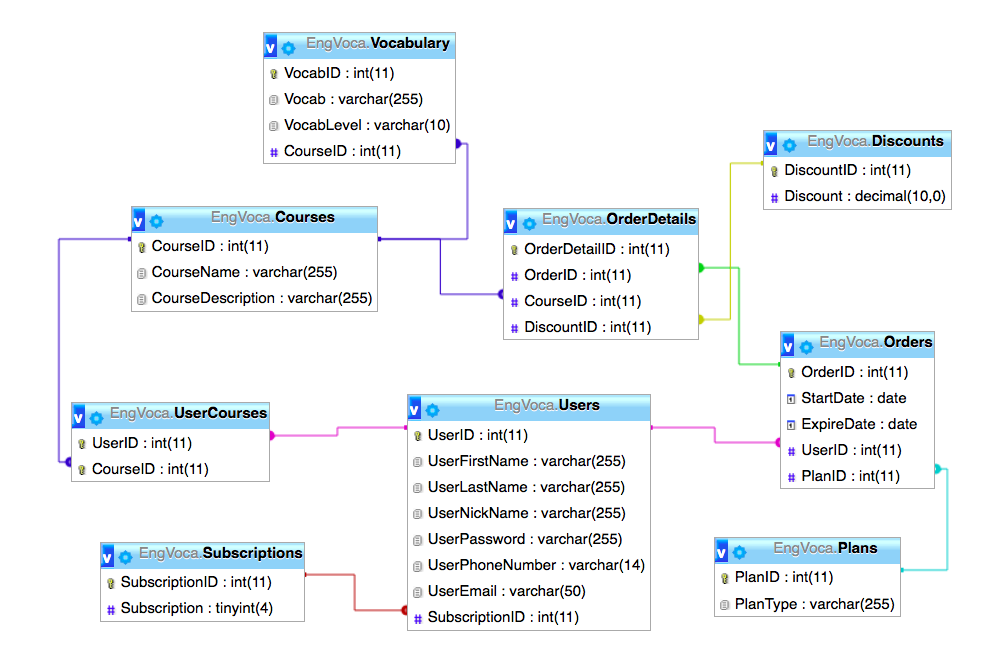 EngVoca.Vocabulary
VocabID : int(11)
Vocab : varchar(255)
VocabLevel : varchar(10)
# CourseID : int(11)
EngVoca.Discounts
DiscountID : int(11)
# Discount : decimal(10,0)
EngVoca.Courses
CourseID : int(11)
CourseName : varchar(255)
CourseDescription : varchar(255)
EngVoca.OrderDetails
OrderDetailID : int(11)
# OrderID : int(11)
# CourseID : int(11)
# DiscountID : int(11)
EngVoca.Orders
OrderID : int(11)
StartDate : date
ExpireDate : date
# UserID : int(11)
# PlanID : int(11)
EngVoca.UserCourses
UserID : int(11)
CourseID : int(11)
EngVoca.Users
UserID : int(11)
UserFirstName : varchar(255)
UserLastName : varchar(255)
UserNickName : varchar(255)
UserPassword : varchar(255)
UserPhoneNumber : varchar(14)
UserEmail : varchar(50)
# SubscriptionID : int(11)
EngVoca.Subscriptions
SubscriptionID : int(11)
# Subscription : tinyint(4)
EngVoca.Plans
PlanID : int(11)
PlanType : varchar(255)